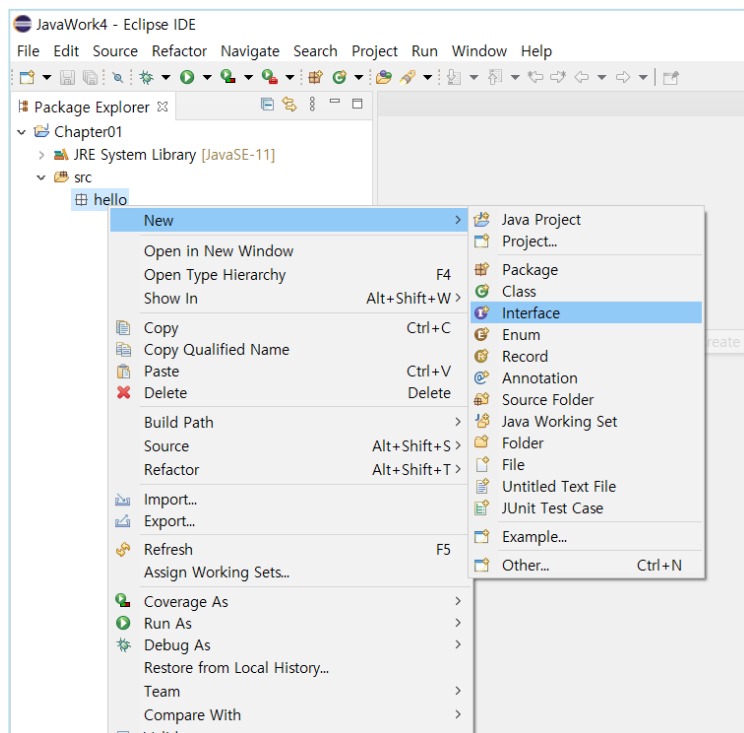 JavaWork4 - Eclipse IDE
File Edit Source Refactor Navigate Search Project Run Window Help
Package Explorer
Chapter01
JRE System Library [JavaSE-11]
src
hello
New
Open in New Window
Open Type Hierarchy F4
Show In Alt+Shift+W
Copy Ctrl+C
Copy Qualified Name
Paste Ctrl+V
Delete Delete
Build Path
Source Alt+Shift+S
Refactor Alt+Shift+T
Import...
Export...
Refresh F5
Assign Working Sets...
Coverage As
Run As
Debug As
Restore from Local History...
Team
Compare With
Java Project
Project...
Package
Class
Interface
Enum
Record
Annotation
Source Folder
Java Working Set
Folder
File
Untitled Text File
JUnit Test Case
Example...
Other... Ctrl+N
reate